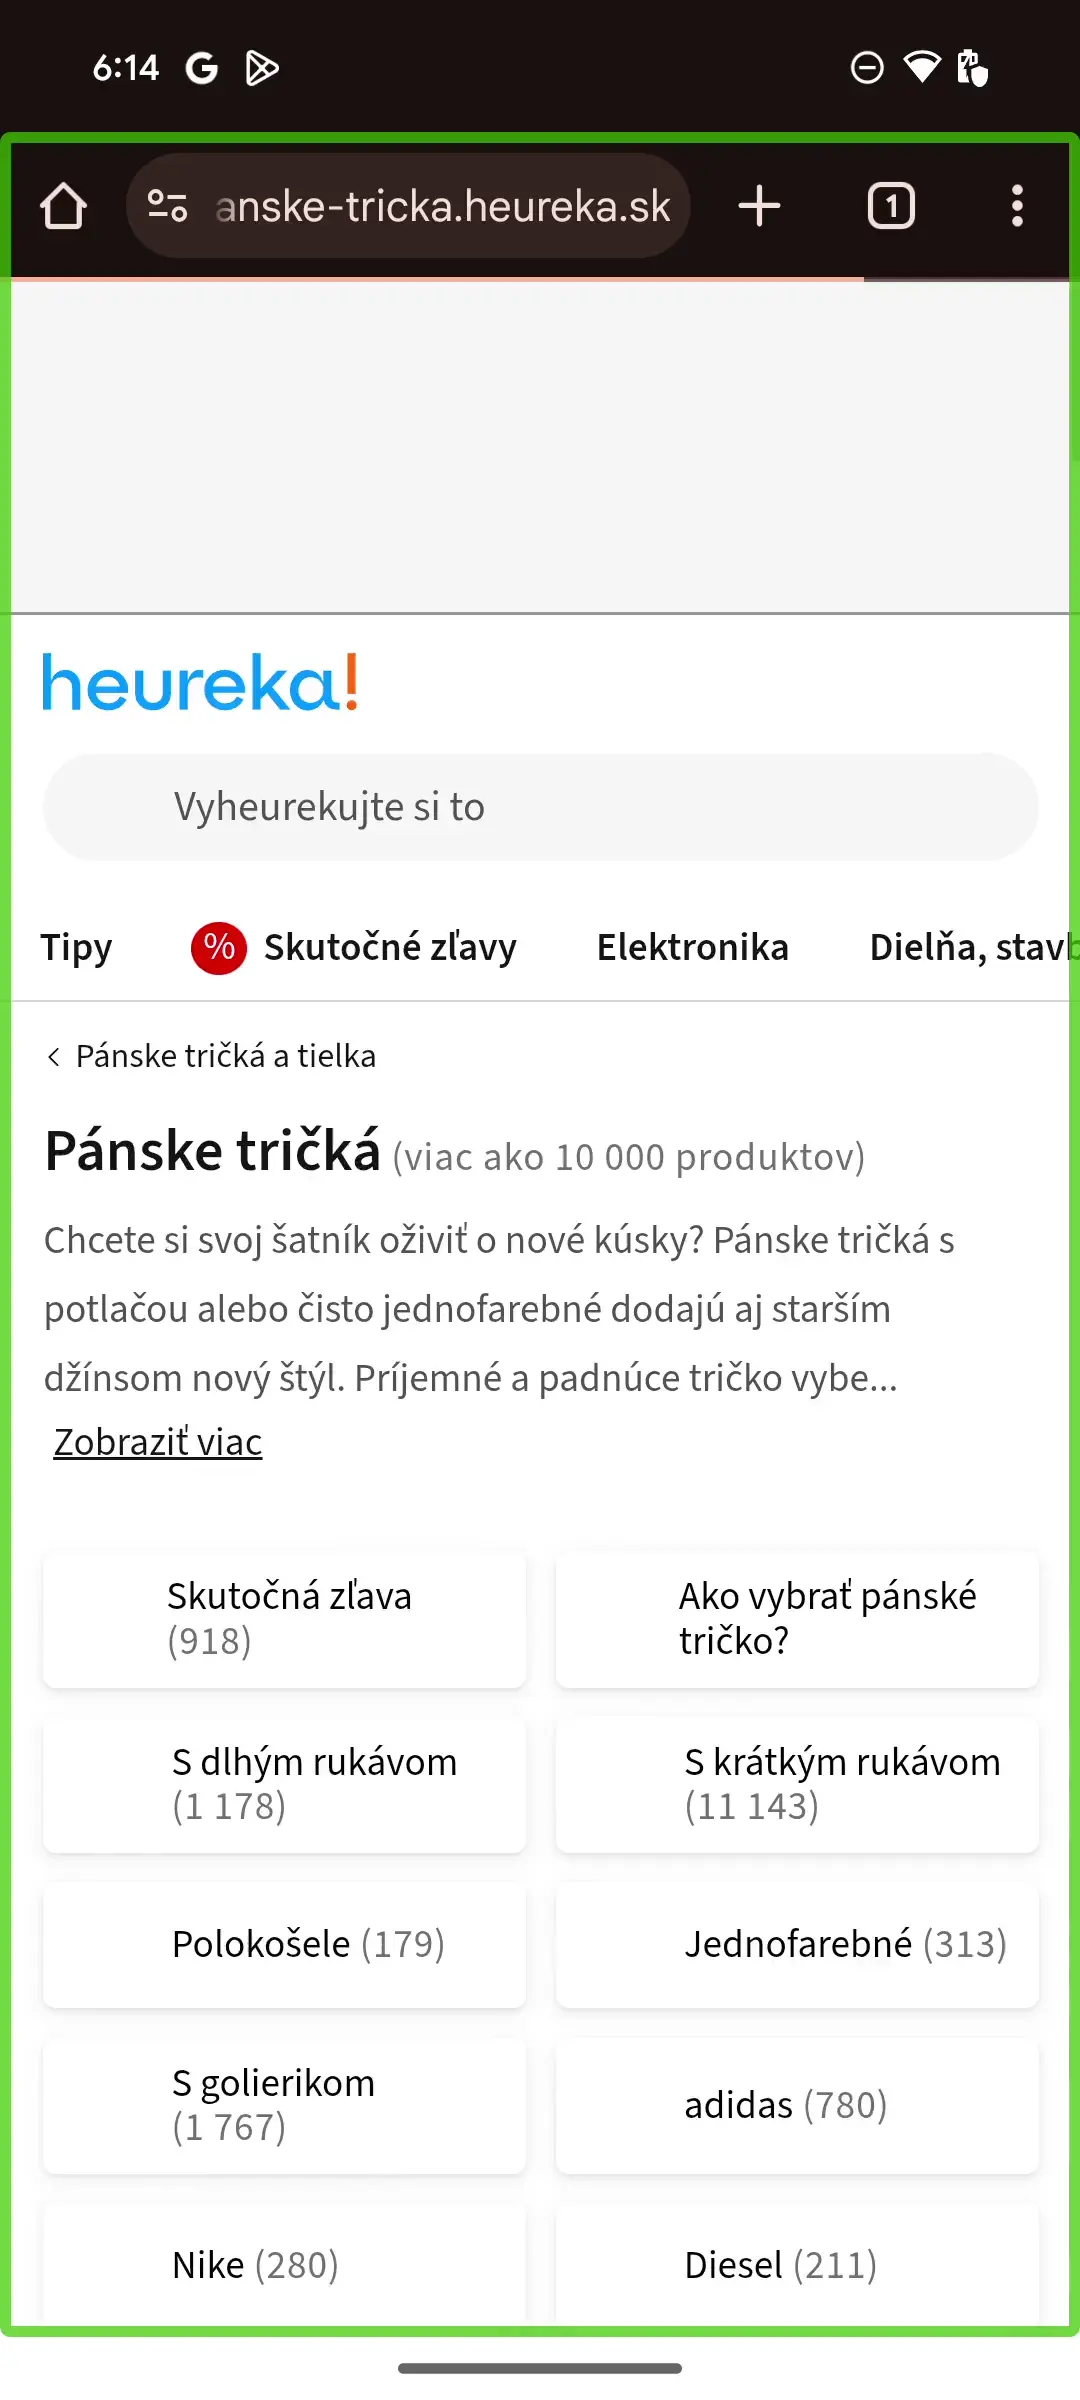 6:14
anske-tricka.heureka.sk
1
heureka!
Vyheurekujte si to
Tipy % Skutočné zľavy Elektronika Dielňa, stavb
Pánske tričká a tielka
Pánske tričká (viac ako 10 000 produktov)
Chcete si svoj šatník oživiť o nové kúsky? Pánske tričká s
potlačou alebo čisto jednofarebné dodajú aj starším
džínsom nový štýl. Príjemné a padnúce tričko vybe...
Zobraziť viac
Skutočná zľava
(918)
Ako vybrať pánské
tričko?
S dlhým rukávom
(1 178)
S krátkým rukávom
(11 143)
Polokošele (179)
Jednofarebné (313)
S golierikom
(1 767)
adidas (780)
Nike (280)
Diesel (211)